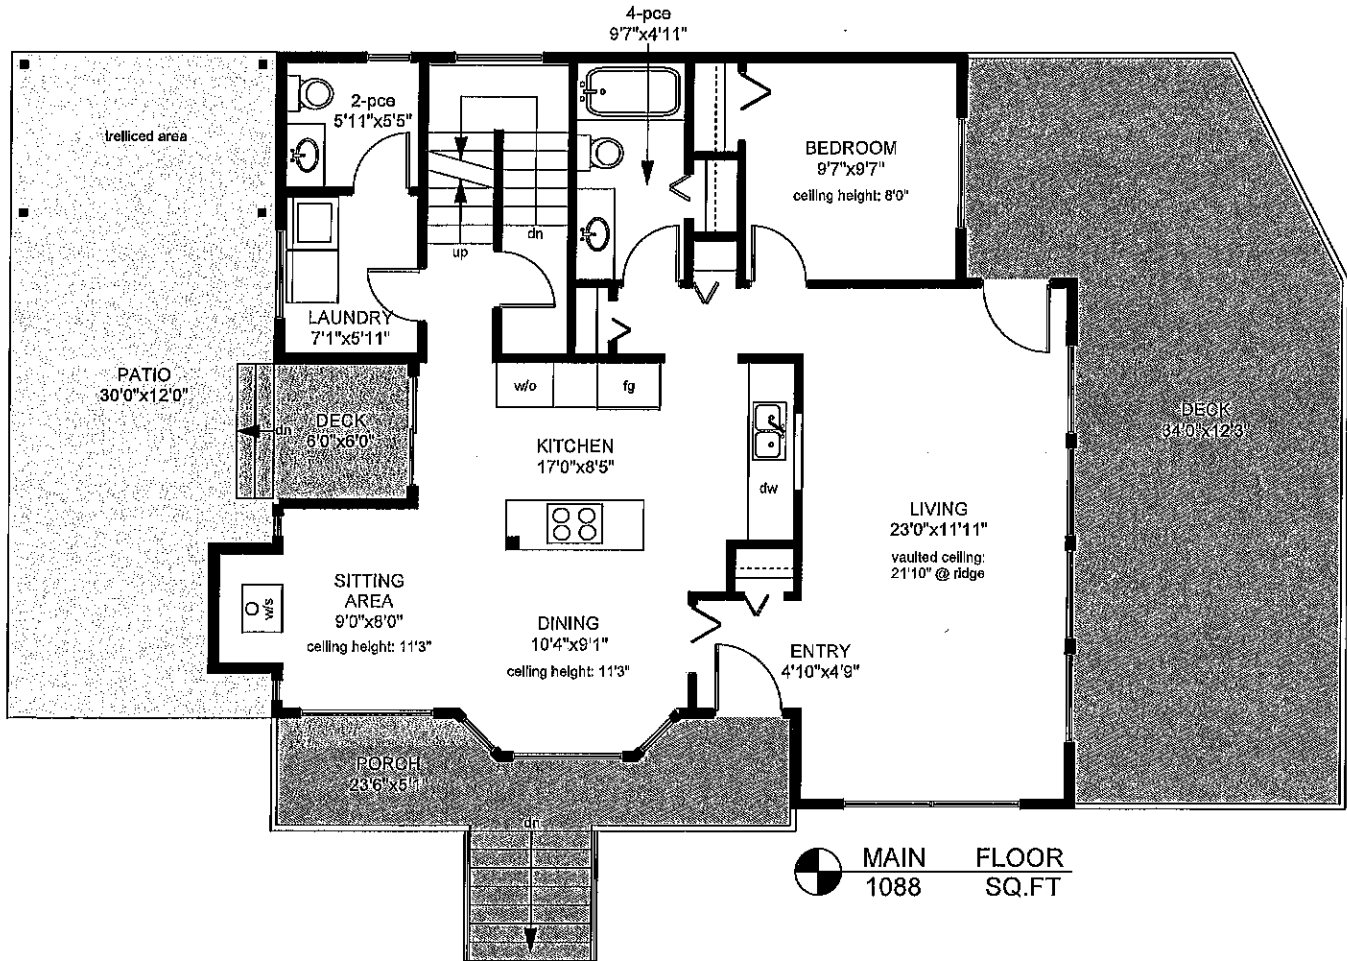 4-pce
9'7"x4'11"
2-pce
5'11"x5'5"
trelliced area
BEDROOM
9'7"x9'7"
ceiling height: 8'0"
dn
up
LAUNDRY
7'1"x5'11"
PATIO
30'0"x12'0"
w/o
fg
DECK
6'0"x6'0"
dn
DECK
34'0"x12'3"
KITCHEN
17'0"x8'5"
dw
LIVING
23'0"x11'11"
vaulted ceiling:
21'10" @ ridge
SITTING
AREA
9'0"x8'0"
ceiling height: 11'3"
w/s
DINING
10'4"x9'1"
ceiling height: 11'3"
ENTRY
4'10"x4'9"
PORCH
23'6"x5'1"
dn
MAIN FLOOR
1088 SQ.FT